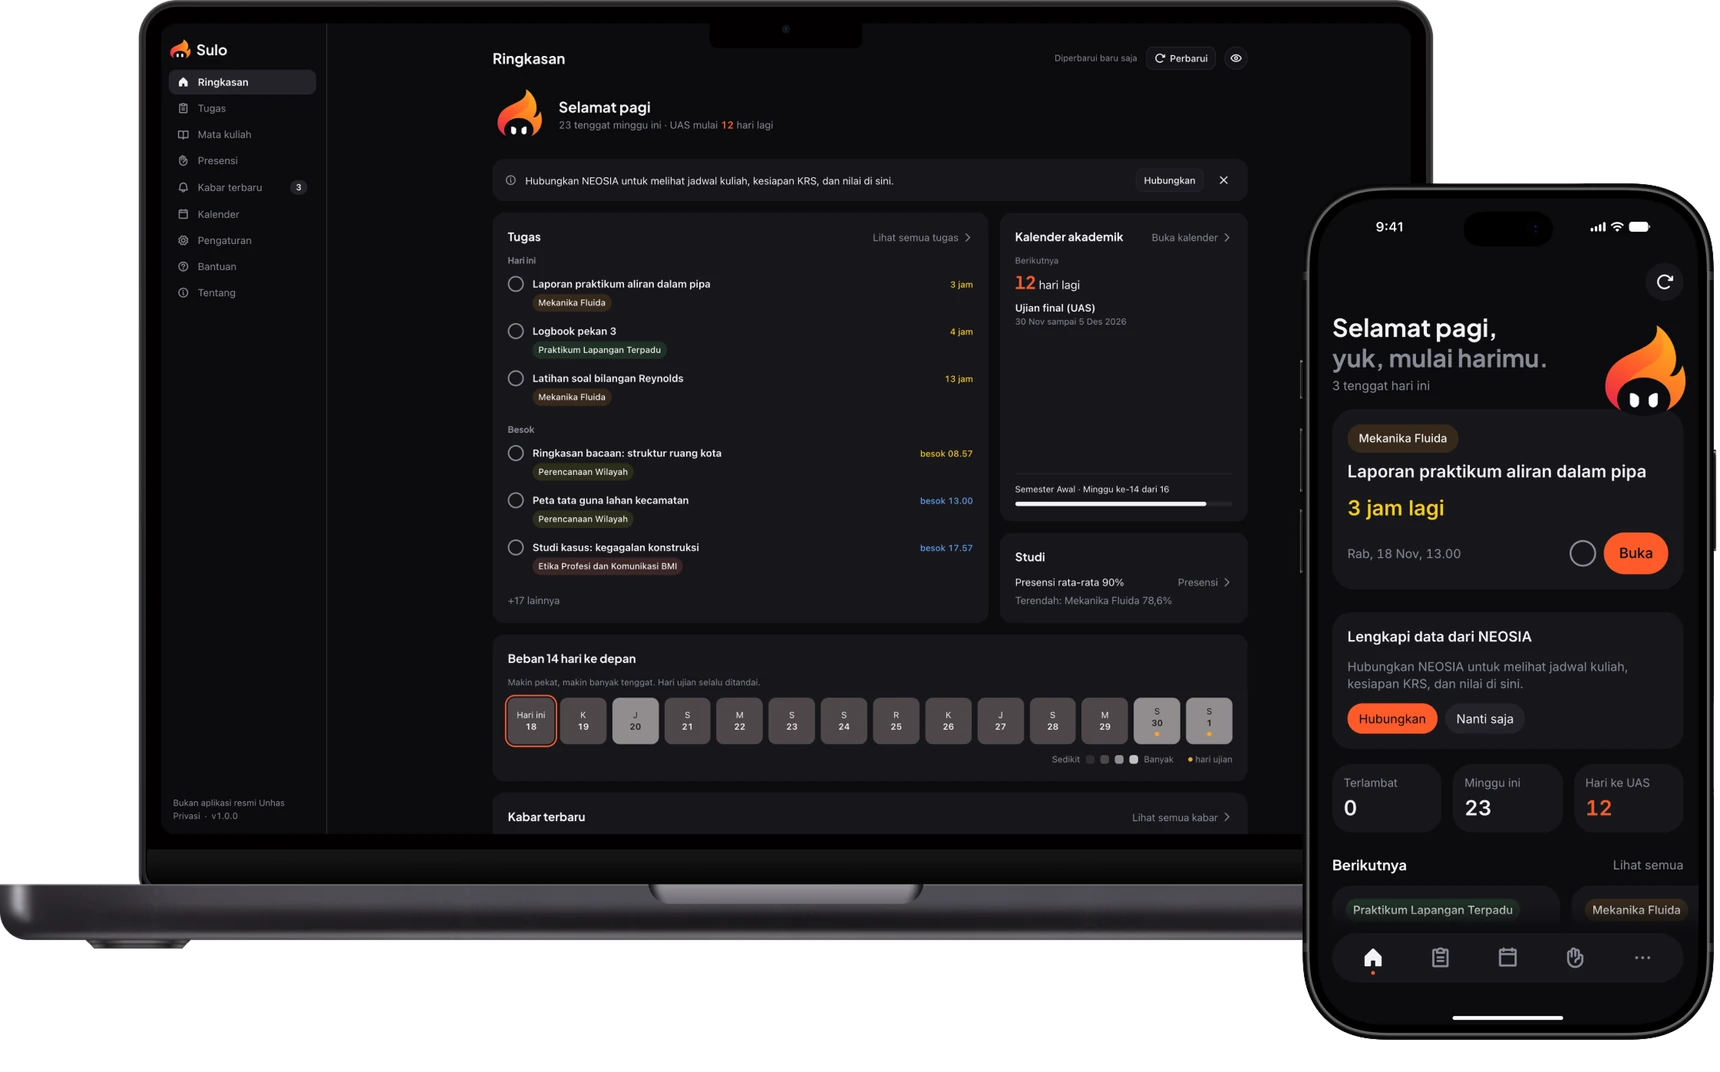 Sulo
Ringkasan
Tugas
Mata kuliah
Presensi
Kabar terbaru 3
Kalender
Pengaturan
Bantuan
Tentang
Bukan aplikasi resmi Unhas
Privasi · v1.0.0
Ringkasan
Diperbarui baru saja
Perbarui
Selamat pagi
23 tenggat minggu ini · UAS mulai 12 hari lagi
Hubungkan NEOSIA untuk melihat jadwal kuliah, kesiapan KRS, dan nilai di sini.
Hubungkan
Tugas
Lihat semua tugas
Hari ini
Laporan praktikum aliran dalam pipa
3 jam
Mekanika Fluida
Logbook pekan 3
4 jam
Praktikum Lapangan Terpadu
Latihan soal bilangan Reynolds
13 jam
Mekanika Fluida
Besok
Ringkasan bacaan: struktur ruang kota
besok 08.57
Perencanaan Wilayah
Peta tata guna lahan kecamatan
besok 13.00
Perencanaan Wilayah
Studi kasus: kegagalan konstruksi
besok 17.57
Etika Profesi dan Komunikasi BMI
+17 lainnya
Kalender akademik
Buka kalender
Berikutnya
12 hari lagi
Ujian final (UAS)
30 Nov sampai 5 Des 2026
Semester Awal · Minggu ke-14 dari 16
Studi
Presensi rata-rata 90%
Presensi
Terendah: Mekanika Fluida 78,6%
Beban 14 hari ke depan
Makin pekat, makin banyak tenggat. Hari ujian selalu ditandai.
Hari ini K J S M S S R K J S M S S
18 19 20 21 22 23 24 25 26 27 28 29 30 1
Sedikit
Banyak
hari ujian
Kabar terbaru
Lihat semua kabar
9:41
Selamat pagi,
yuk, mulai harimu.
3 tenggat hari ini
Mekanika Fluida
Laporan praktikum aliran dalam pipa
3 jam lagi
Rab, 18 Nov, 13.00
Buka
Lengkapi data dari NEOSIA
Hubungkan NEOSIA untuk melihat jadwal kuliah,
kesiapan KRS, dan nilai di sini.
Hubungkan
Nanti saja
Terlambat
0
Minggu ini
23
Hari ke UAS
12
Berikutnya
Lihat semua
Praktikum Lapangan Terpadu
Mekanika Fluida